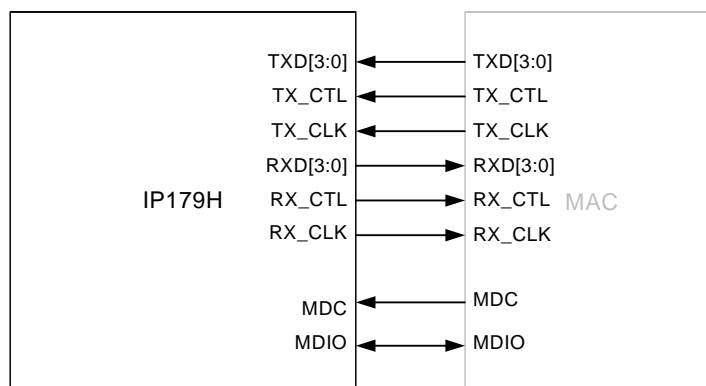 TXD[3:0] TXD[3:0]
TX_CTL TX_CTL
TX_CLK TX_CLK
RXD[3:0] RXD[3:0]
IP179H RX_CTL RX_CTL MAC
RX_CLK RX_CLK
MDC MDC
MDIO MDIO